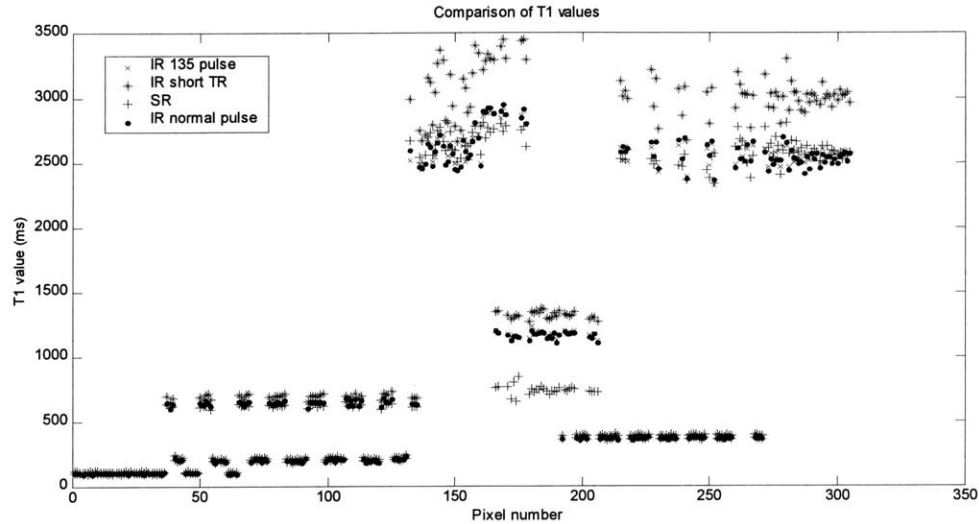 Comparison of T1 values
3500
3000
2500
2000
1500
1000
500
0
T1 value (ms)
IR 135 pulse
IR short TR
SR
IR normal pulse
0 50 100 150 200 250 300 350
Pixel number